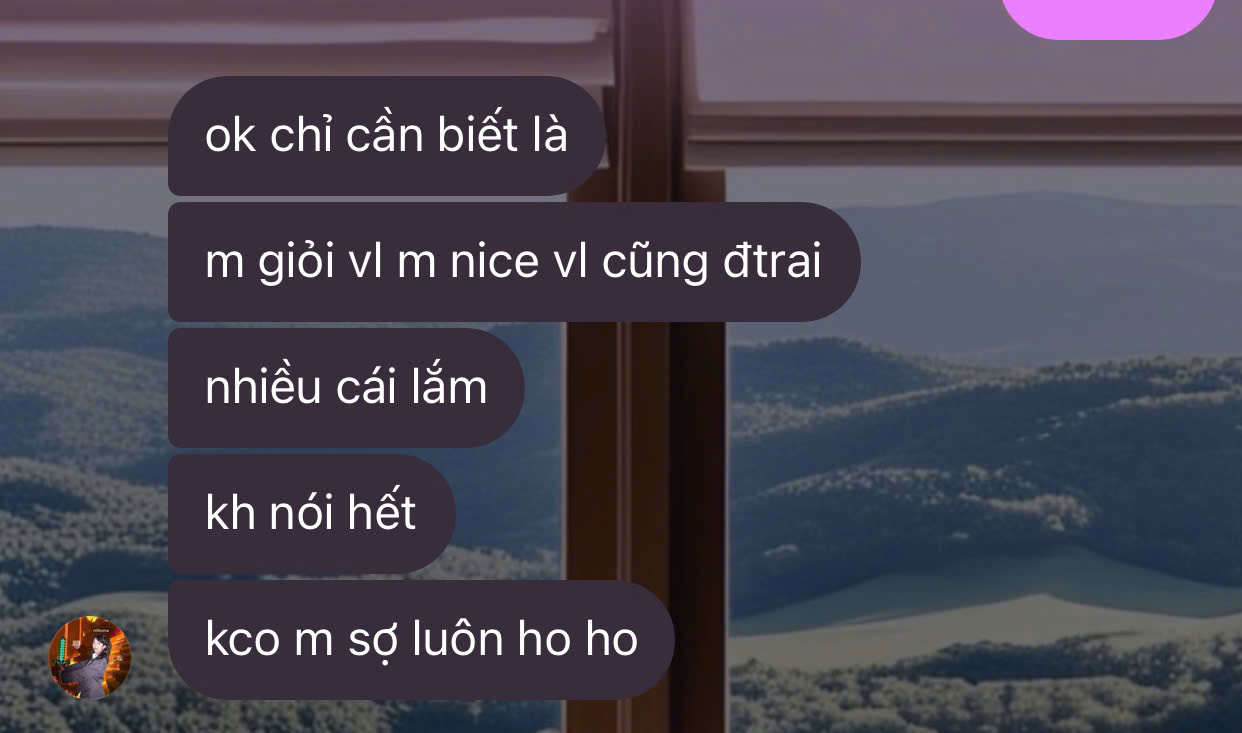 ok chỉ cần biết là
m giỏi vl m nice vl cũng đtrai
nhiều cái lắm
kh nói hết
kco m sợ luôn ho ho